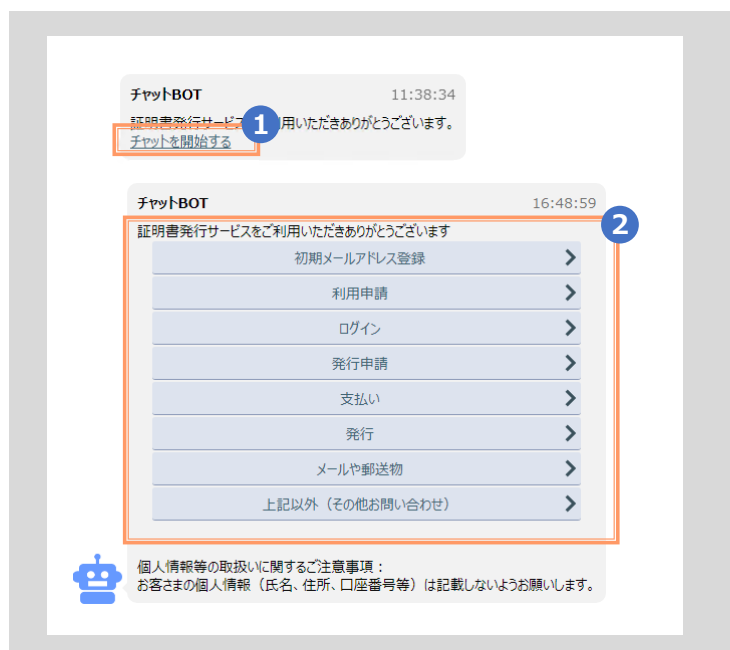 チャットBOT 11:38:34
証明書発行サービス 用いただきありがとうございます。
1
チャットを開始する
チャットBOT 16:48:59
2
証明書発行サービスをご利用いただきありがとうございます
初期メールアドレス登録
利用申請
ログイン
発行申請
支払い
発行
メールや郵送物
上記以外（その他お問い合わせ）
個人情報等の取扱いに関するご注意事項：
お客さまの個人情報（氏名、住所、口座番号等）は記載しないようお願いします。